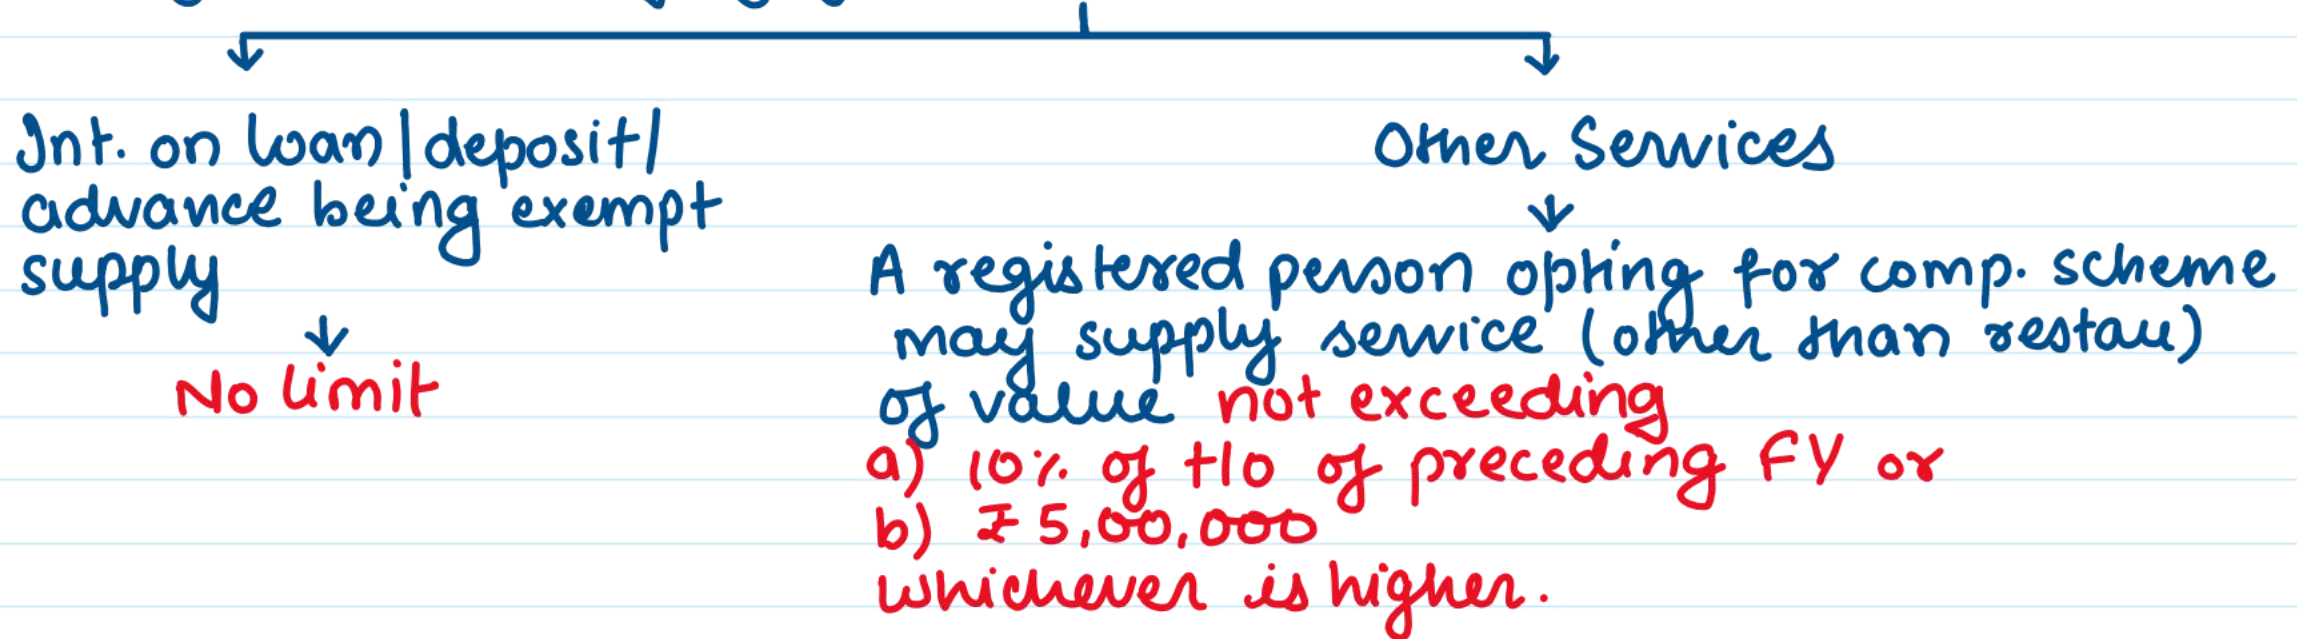 Int. on loan/deposit/
advance being exempt
supply
No limit
Other Services
A registered person opting for comp. scheme
may supply service (other than restau)
of value not exceeding
a) 10% of t/o of preceding FY or
b) ₹5,00,000
whichever is higher.